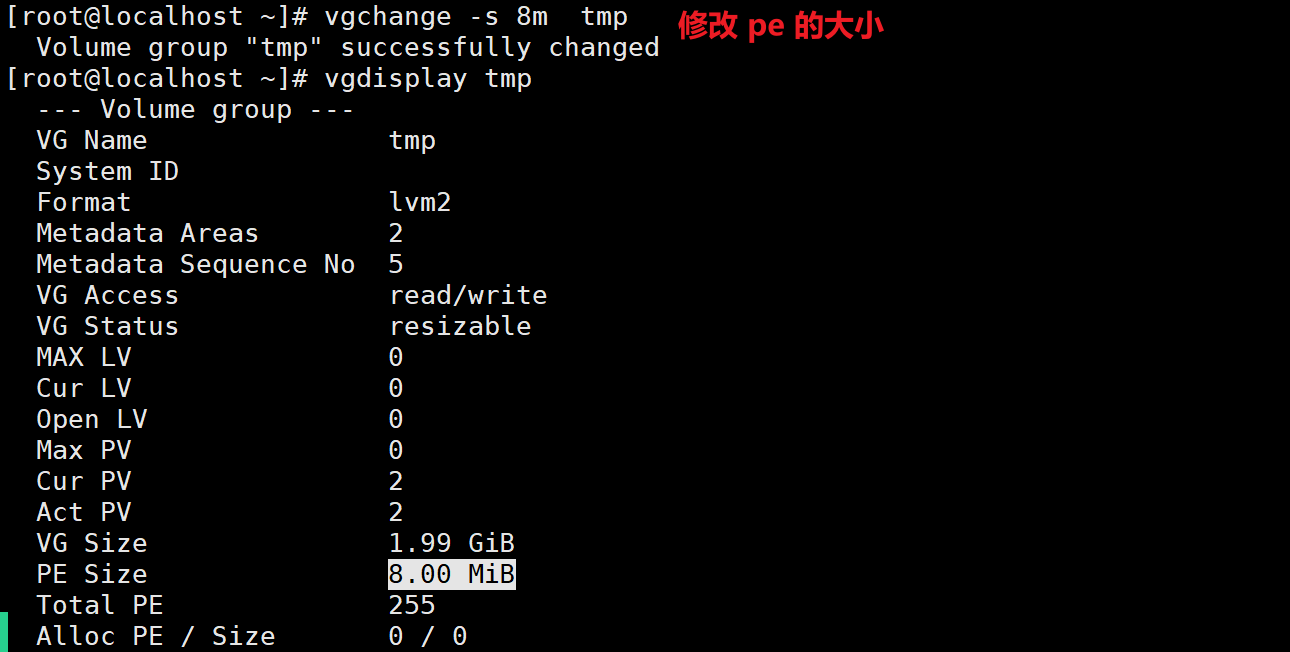 [root@localhost ~]# vgchange -s 8m  tmp
修改 pe 的大小
  Volume group "tmp" successfully changed
[root@localhost ~]# vgdisplay tmp
  --- Volume group ---
  VG Name               tmp
  System ID
  Format                lvm2
  Metadata Areas        2
  Metadata Sequence No  5
  VG Access             read/write
  VG Status             resizable
  MAX LV                0
  Cur LV                0
  Open LV               0
  Max PV                0
  Cur PV                2
  Act PV                2
  VG Size               1.99 GiB
  PE Size               8.00 MiB
  Total PE              255
  Alloc PE / Size       0 / 0